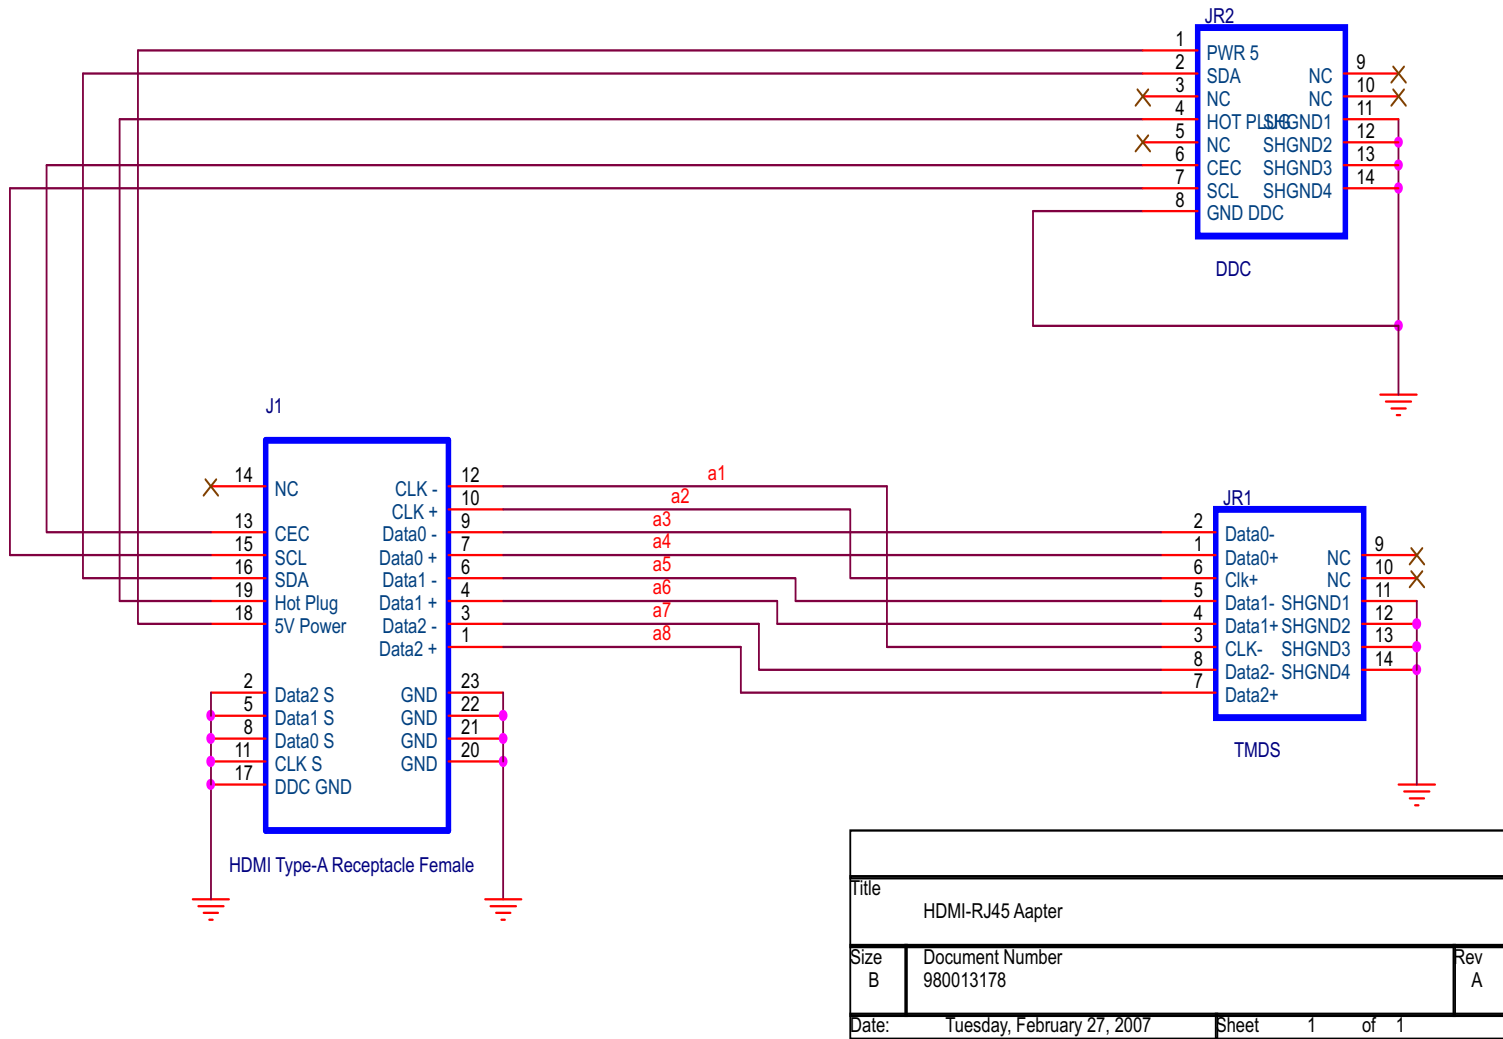 JR2
1 PWR 5
2 SDA NC 9
3 NC NC 10
4 HOT PLUG SHGND1 11
5 NC SHGND2 12
6 CEC SHGND3 13
7 SCL SHGND4 14
8 GND DDC
DDC
J1
14 NC CLK - 12
CLK + 10
13 CEC Data0 - 9
15 SCL Data0 + 7
16 SDA Data1 - 6
19 Hot Plug Data1 + 4
18 5V Power Data2 - 3
Data2 + 1
2 Data2 S GND 23
5 Data1 S GND 22
8 Data0 S GND 21
11 CLK S GND 20
17 DDC GND
HDMI Type-A Receptacle Female
a1
a2
a3
a4
a5
a6
a7
a8
JR1
2 Data0-
1 Data0+ NC 9
6 Clk+ NC 10
5 Data1- SHGND1 11
4 Data1+ SHGND2 12
3 CLK- SHGND3 13
8 Data2- SHGND4 14
7 Data2+
TMDS
Title
HDMI-RJ45 Aapter
Size Document Number Rev
B 980013178 A
Date: Tuesday, February 27, 2007 Sheet 1 of 1